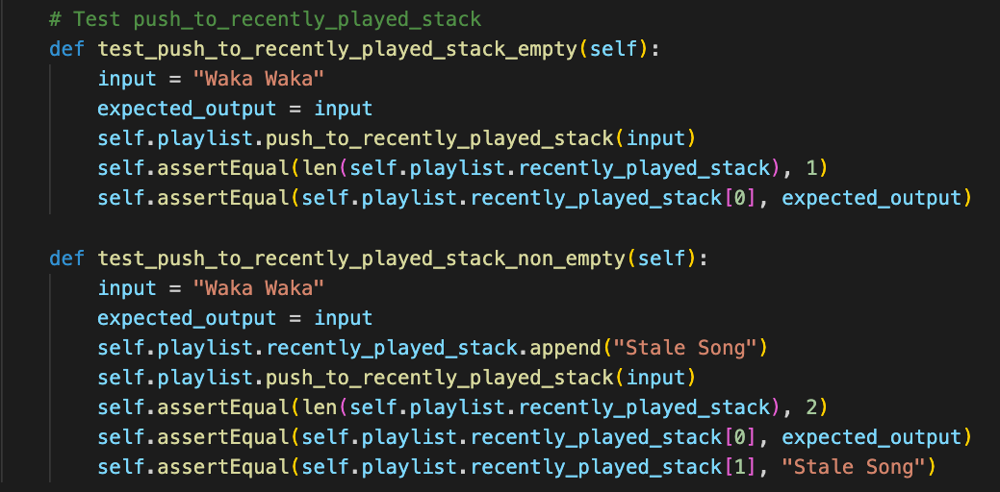 # Test push_to_recently_played_stack
def test_push_to_recently_played_stack_empty(self):
    input = "Waka Waka"
    expected_output = input
    self.playlist.push_to_recently_played_stack(input)
    self.assertEqual(len(self.playlist.recently_played_stack), 1)
    self.assertEqual(self.playlist.recently_played_stack[0], expected_output)

def test_push_to_recently_played_stack_non_empty(self):
    input = "Waka Waka"
    expected_output = input
    self.playlist.recently_played_stack.append("Stale Song")
    self.playlist.push_to_recently_played_stack(input)
    self.assertEqual(len(self.playlist.recently_played_stack), 2)
    self.assertEqual(self.playlist.recently_played_stack[0], expected_output)
    self.assertEqual(self.playlist.recently_played_stack[1], "Stale Song")